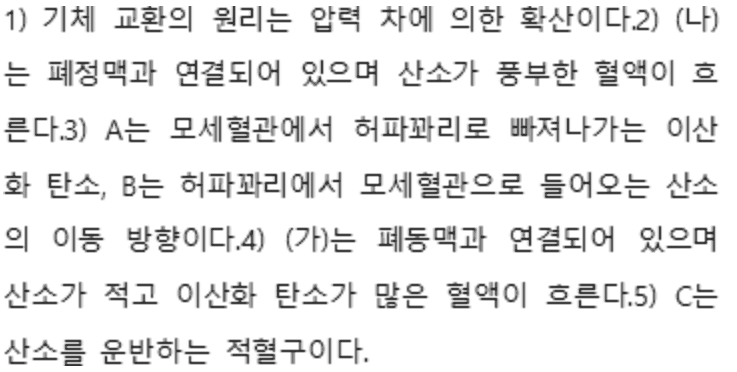 1) 기체 교환의 원리는 압력 차에 의한 확산이다.2) (나)
는 폐정맥과 연결되어 있으며 산소가 풍부한 혈액이 흐
른다.3) A는 모세혈관에서 허파꽈리로 빠져나가는 이산
화 탄소, B는 허파꽈리에서 모세혈관으로 들어오는 산소
의 이동 방향이다.4) (가)는 폐동맥과 연결되어 있으며
산소가 적고 이산화 탄소가 많은 혈액이 흐른다.5) C는
산소를 운반하는 적혈구이다.